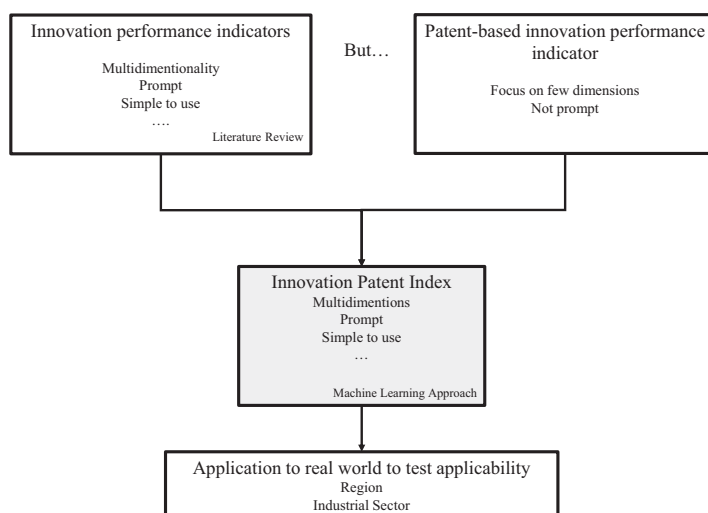 Innovation performance indicators
Multidimentionality
Prompt
Simple to use
….
Literature Review
But…
Patent-based innovation performance
indicator
Focus on few dimensions
Not prompt
Innovation Patent Index
Multidimentions
Prompt
Simple to use
…
Machine Learning Approach
Application to real world to test applicability
Region
Industrial Sector